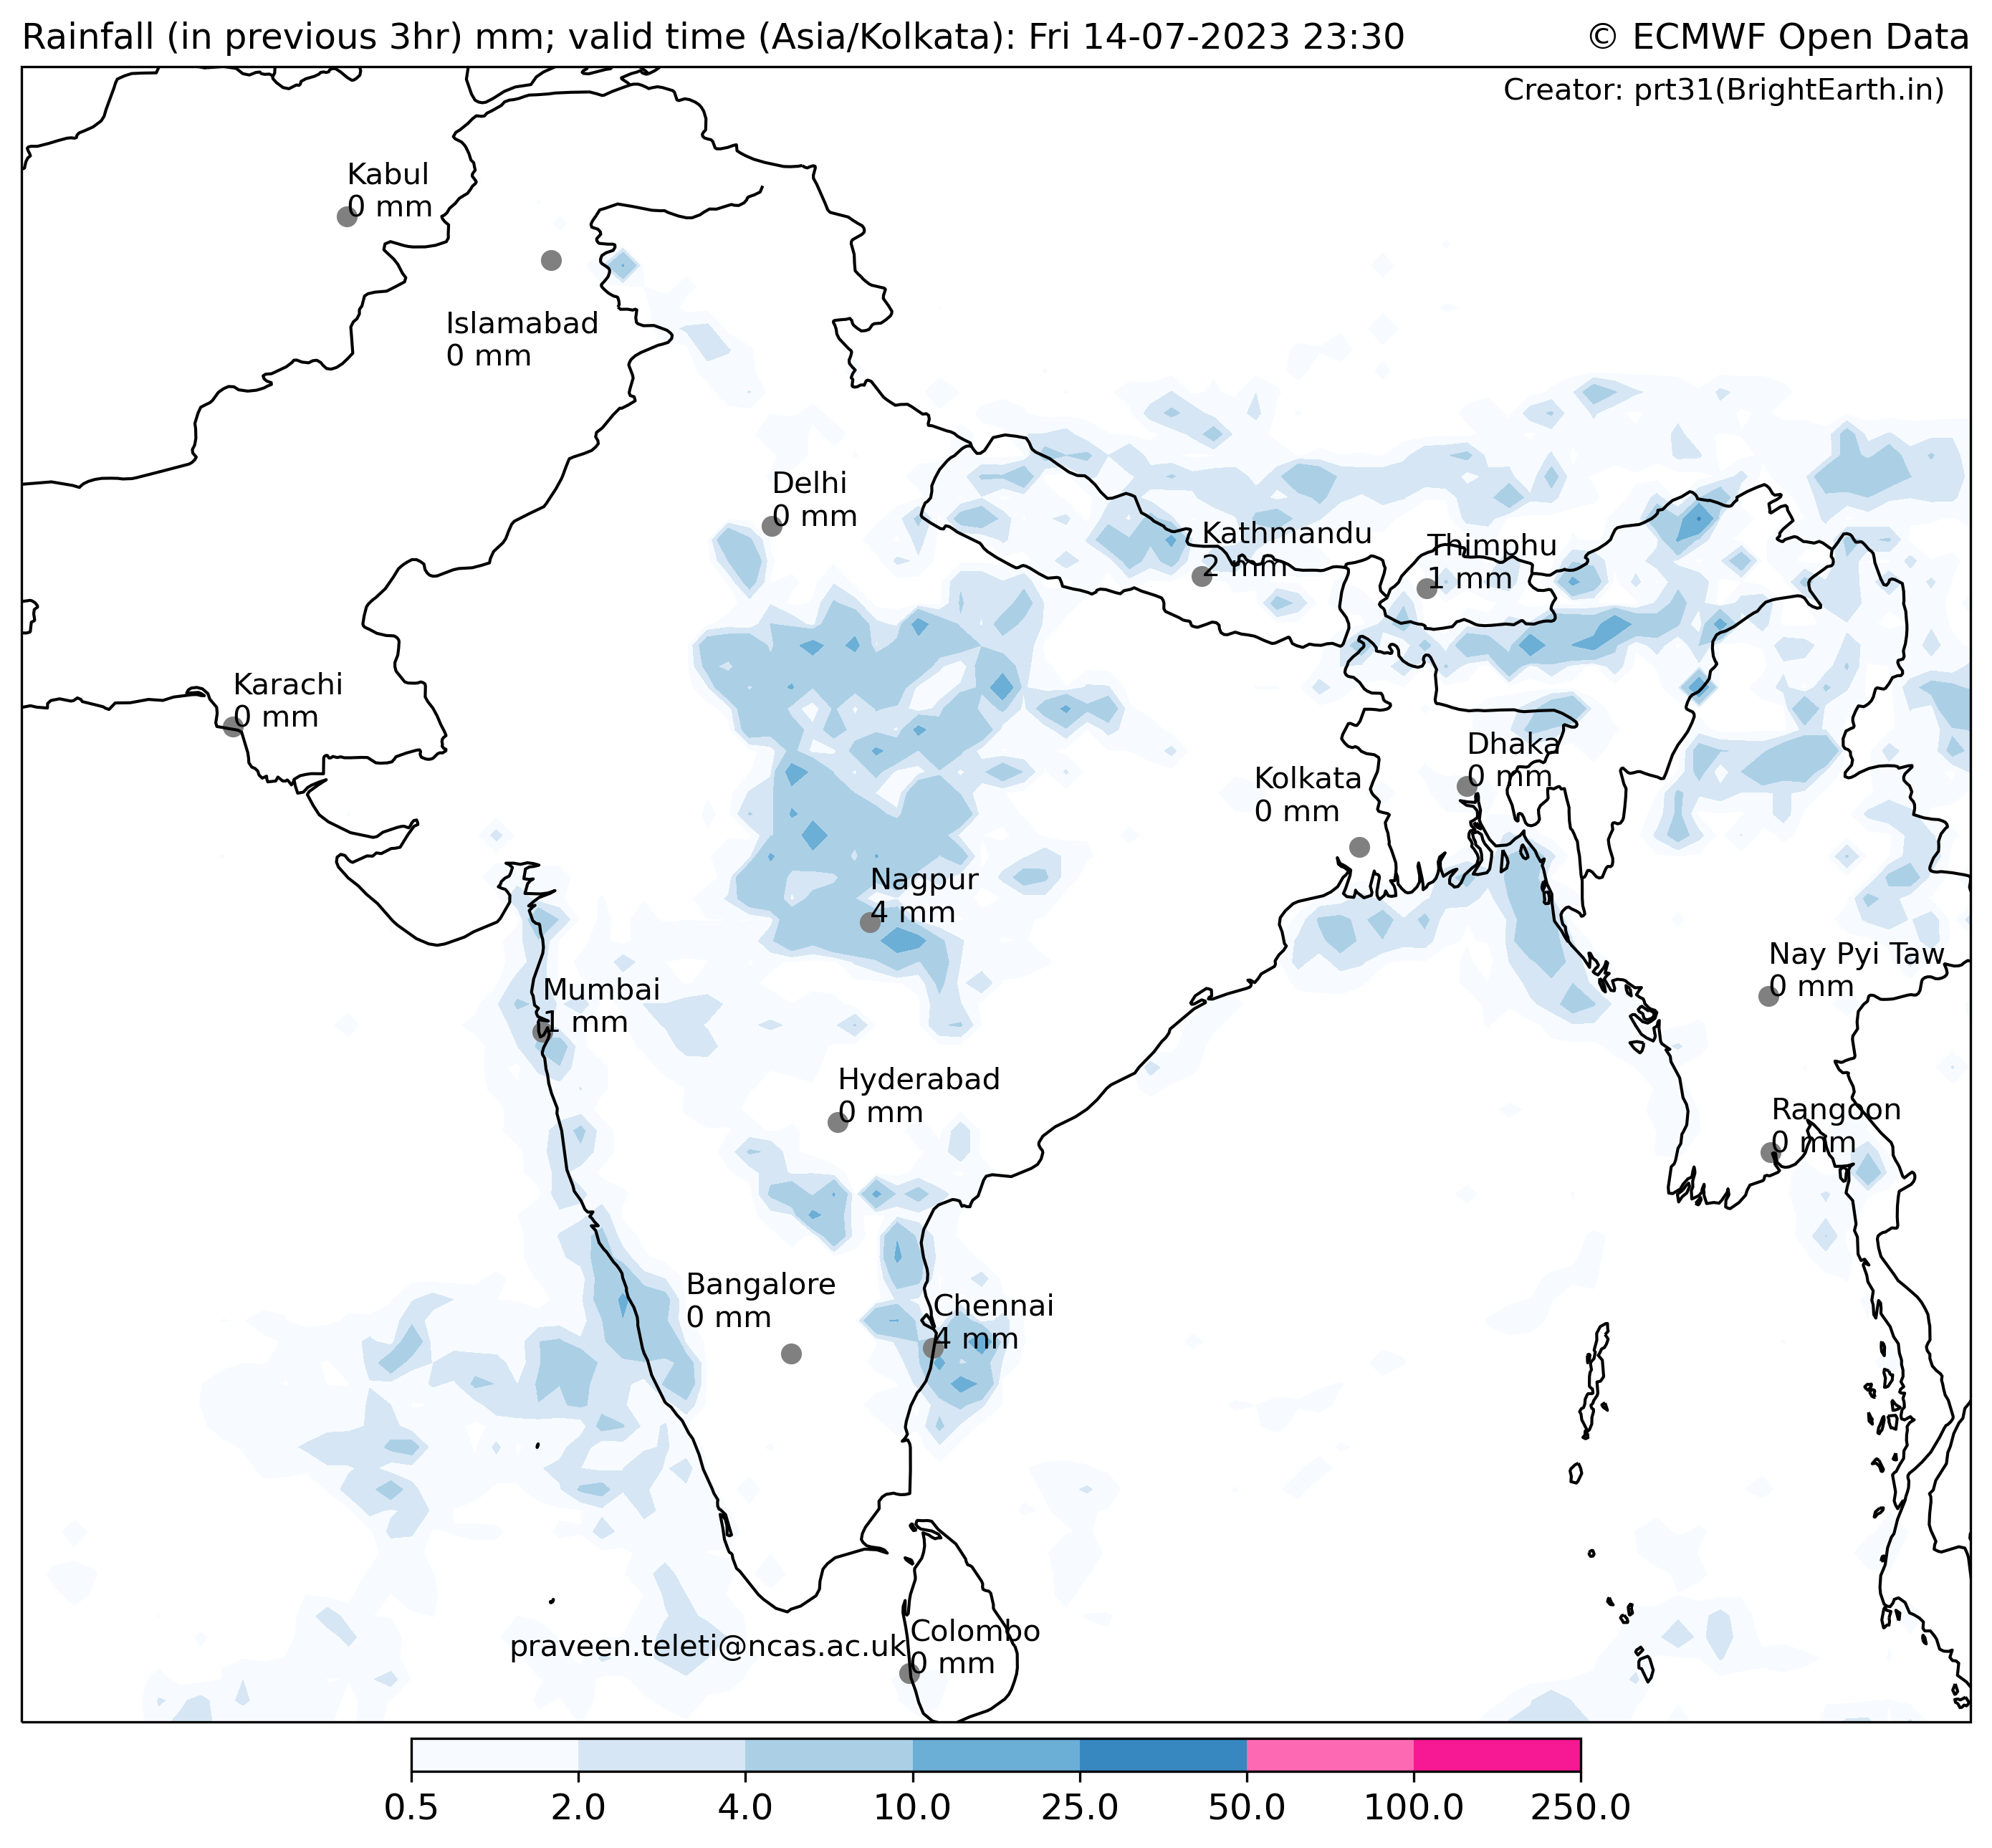 Rainfall (in previous 3hr) mm; valid time (Asia/Kolkata): Fri 14-07-2023 23:30
© ECMWF Open Data
Creator: prt31(BrightEarth.in)
Kabul
0 mm
Islamabad
0 mm
Delhi
0 mm
Kathmandu
2 mm
Thimphu
1 mm
Karachi
0 mm
Dhaka
0 mm
Kolkata
0 mm
Nagpur
4 mm
Nay Pyi Taw
0 mm
Mumbai
1 mm
Hyderabad
0 mm
Rangoon
0 mm
Bangalore
0 mm
Chennai
4 mm
Colombo
0 mm
praveen.teleti@ncas.ac.uk
0.5 2.0 4.0 10.0 25.0 50.0 100.0 250.0